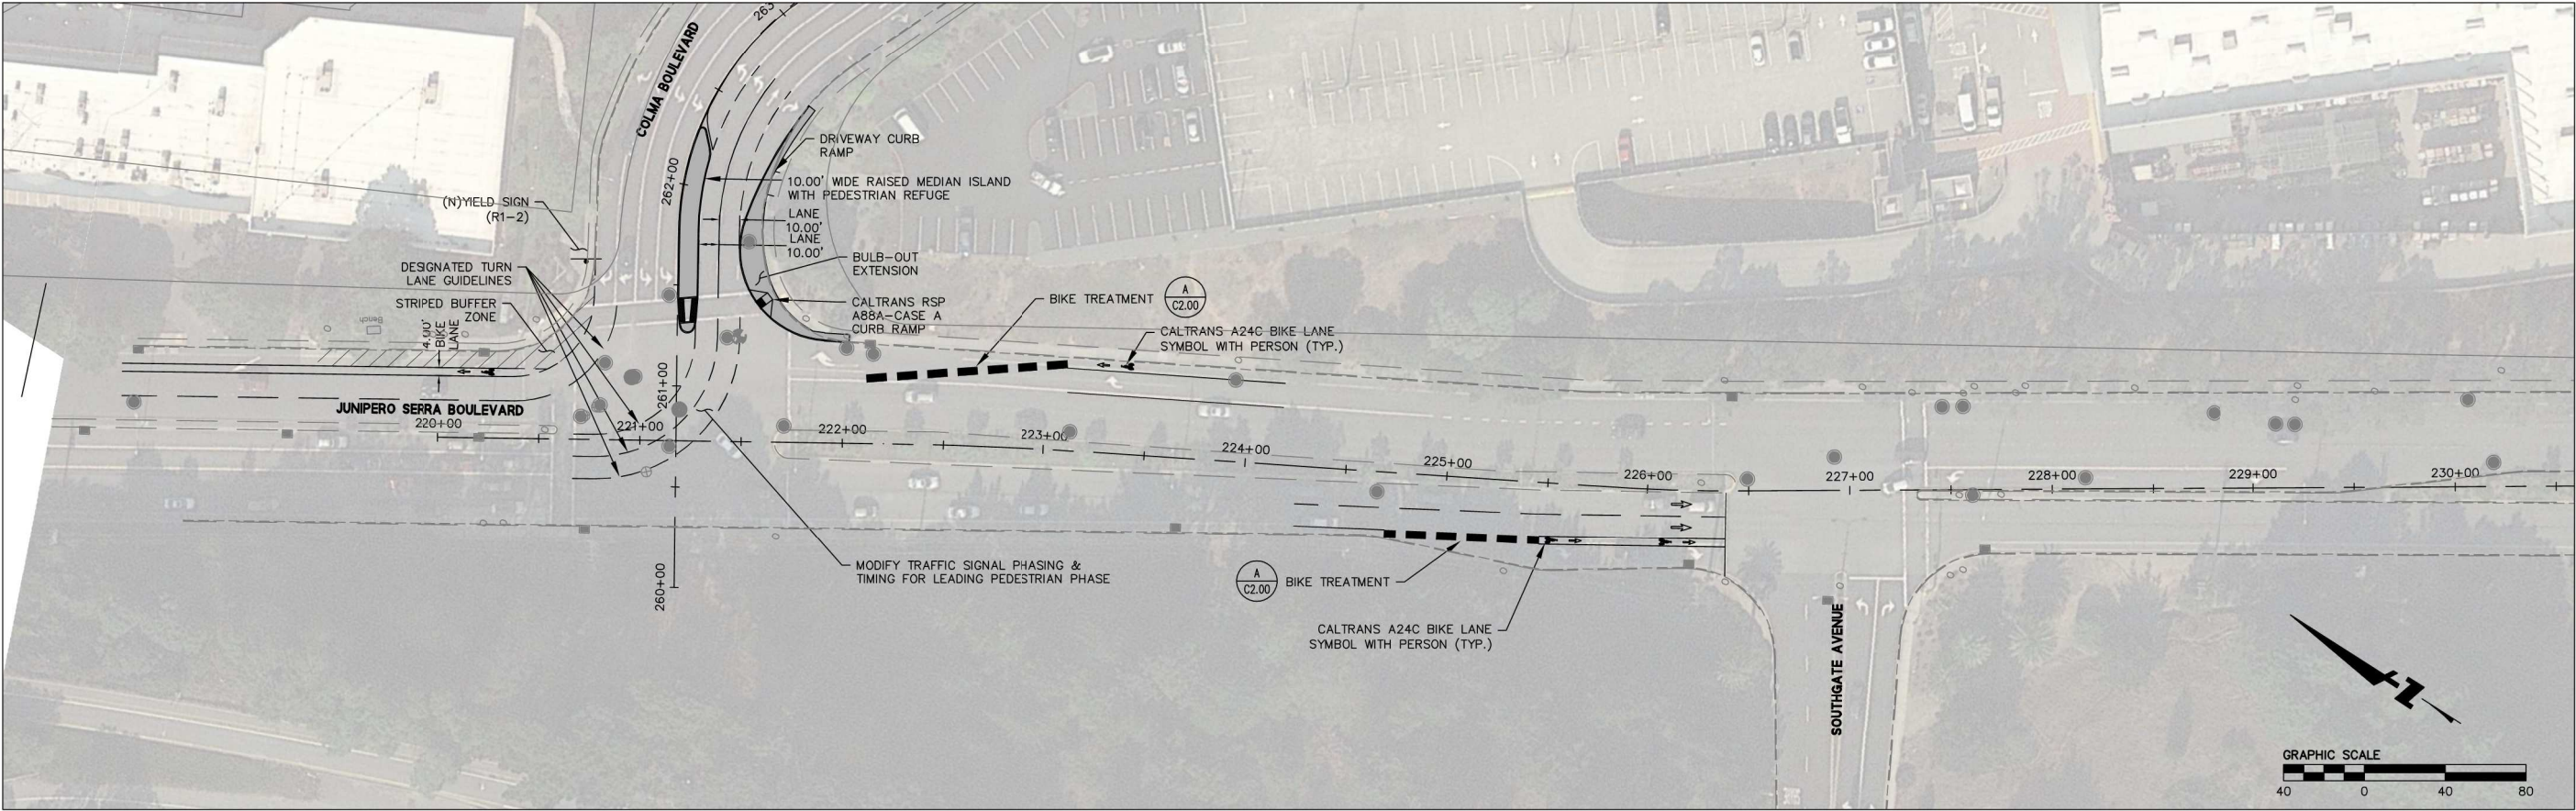 263
COLMA BOULEVARD
DRIVEWAY CURB
RAMP
262+00
10.00' WIDE RAISED MEDIAN ISLAND
WITH PEDESTRIAN REFUGE
(N)YIELD SIGN
(R1-2)
LANE
10.00'
LANE
10.00'
BULB-OUT
EXTENSION
DESIGNATED TURN
LANE GUIDELINES
STRIPED BUFFER
ZONE
CALTRANS RSP
A88A-CASE A
CURB RAMP
BIKE TREATMENT
A
C2.00
CALTRANS A24C BIKE LANE
SYMBOL WITH PERSON (TYP.)
Bench
4.00'
BIKE
LANE
261+00
JUNIPERO SERRA BOULEVARD
220+00
221+00
222+00
223+00
224+00
225+00
226+00
227+00
228+00
229+00
230+00
260+00
MODIFY TRAFFIC SIGNAL PHASING &
TIMING FOR LEADING PEDESTRIAN PHASE
A
C2.00
BIKE TREATMENT
CALTRANS A24C BIKE LANE
SYMBOL WITH PERSON (TYP.)
SOUTHGATE AVENUE
Z
GRAPHIC SCALE
40 0 40 80